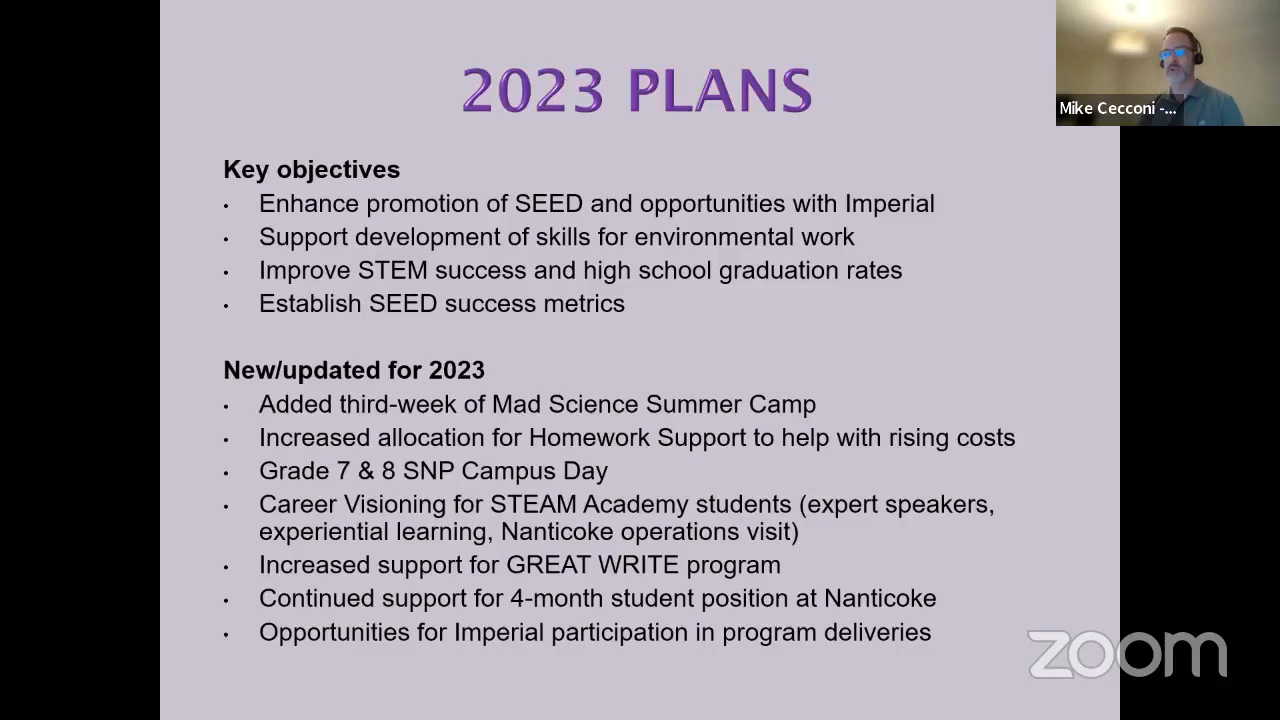 2023 PLANS
Mike Cecconi -...
Key objectives
• Enhance promotion of SEED and opportunities with Imperial
• Support development of skills for environmental work
• Improve STEM success and high school graduation rates
• Establish SEED success metrics
New/updated for 2023
• Added third-week of Mad Science Summer Camp
• Increased allocation for Homework Support to help with rising costs
• Grade 7 & 8 SNP Campus Day
• Career Visioning for STEAM Academy students (expert speakers,
experiential learning, Nanticoke operations visit)
• Increased support for GREAT WRITE program
• Continued support for 4-month student position at Nanticoke
• Opportunities for Imperial participation in program deliveries
zoom